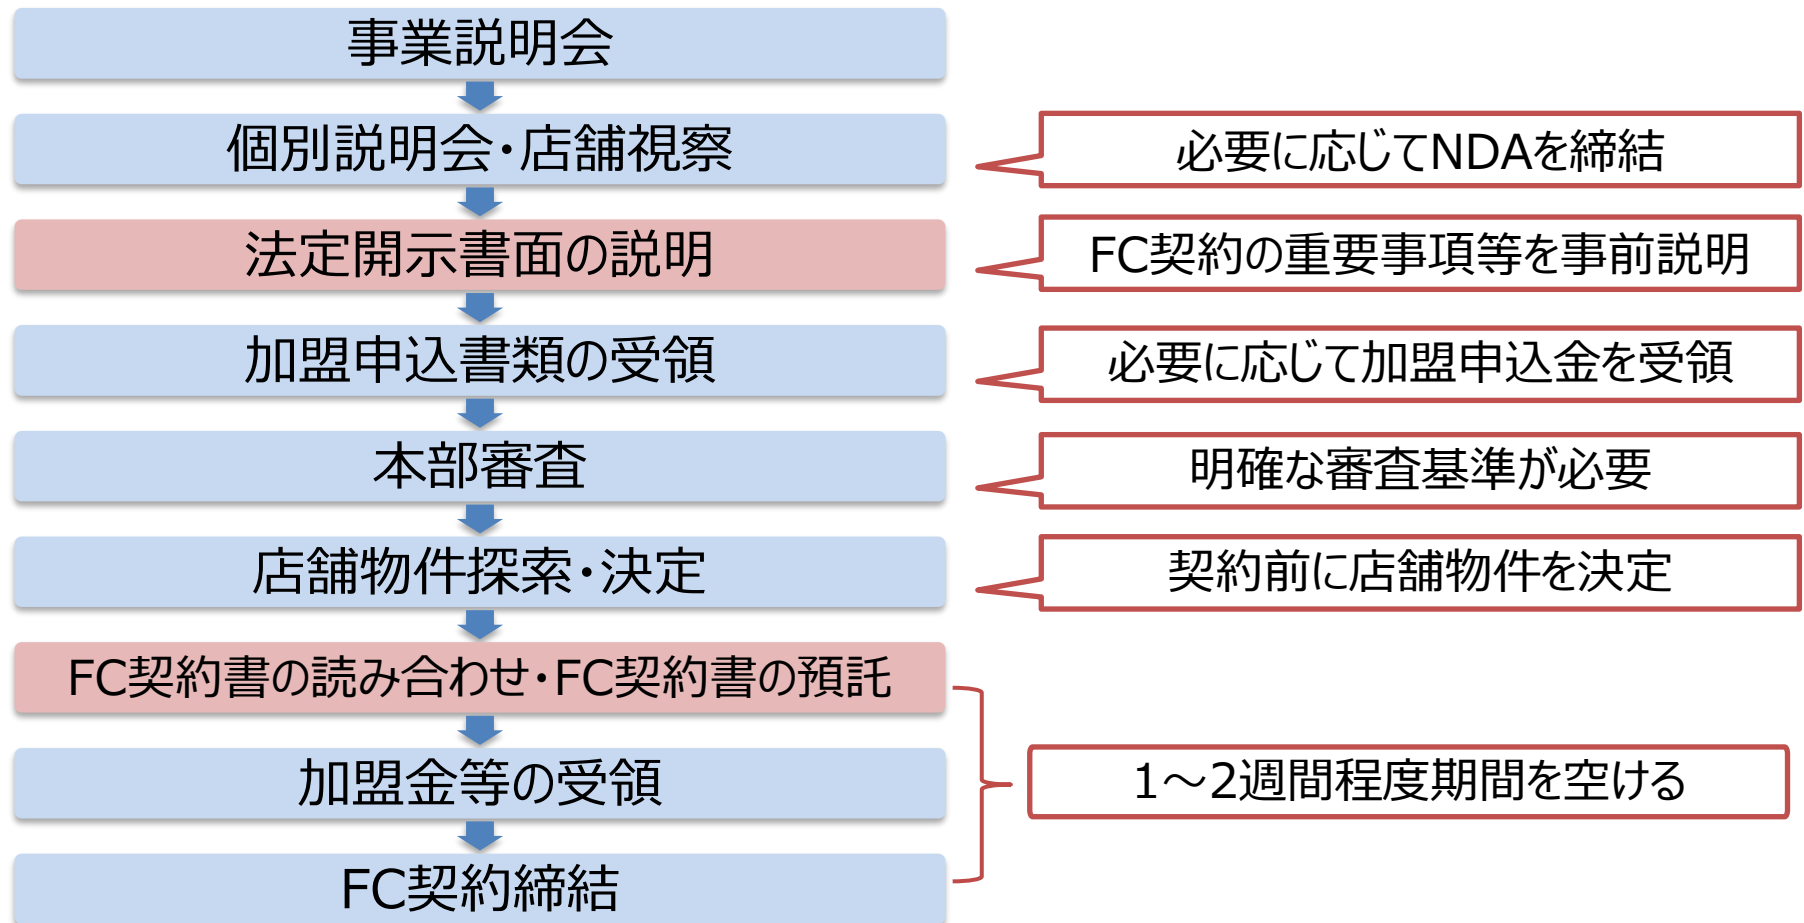 事業説明会
個別説明会・店舗視察
必要に応じてNDAを締結
法定開示書面の説明
FC契約の重要事項等を事前説明
加盟申込書類の受領
必要に応じて加盟申込金を受領
本部審査
明確な審査基準が必要
店舗物件探索・決定
契約前に店舗物件を決定
FC契約書の読み合わせ・FC契約書の預託
加盟金等の受領
1～2週間程度期間を空ける
FC契約締結